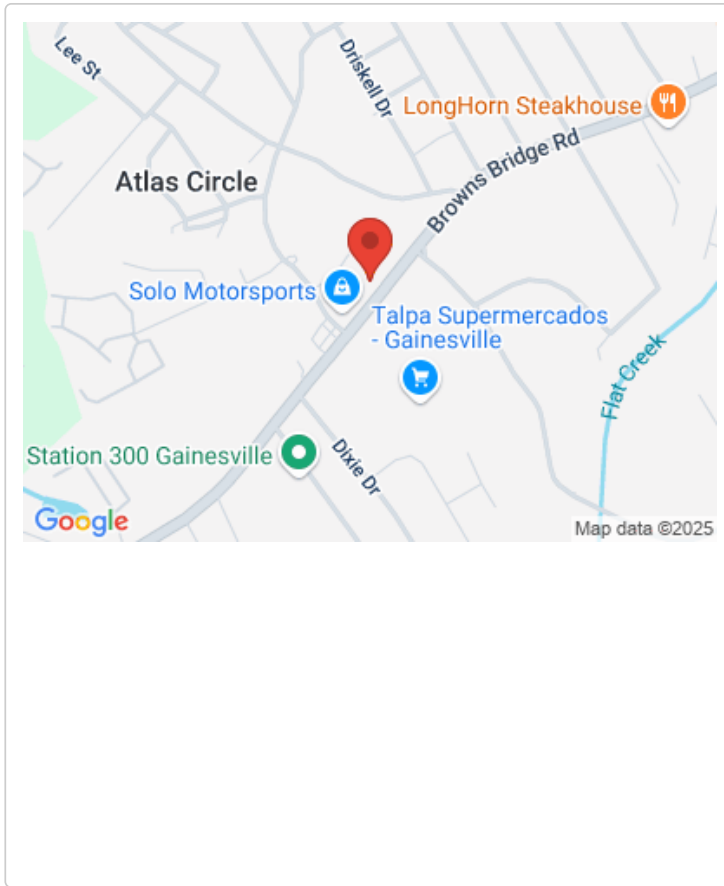 Lee St
Driskell Dr
LongHorn Steakhouse
Browns Bridge Rd
Atlas Circle
Solo Motorsports
Talpa Supermercados
- Gainesville
Flat Creek
Station 300 Gainesville
Dixie Dr
Google
Map data ©2025